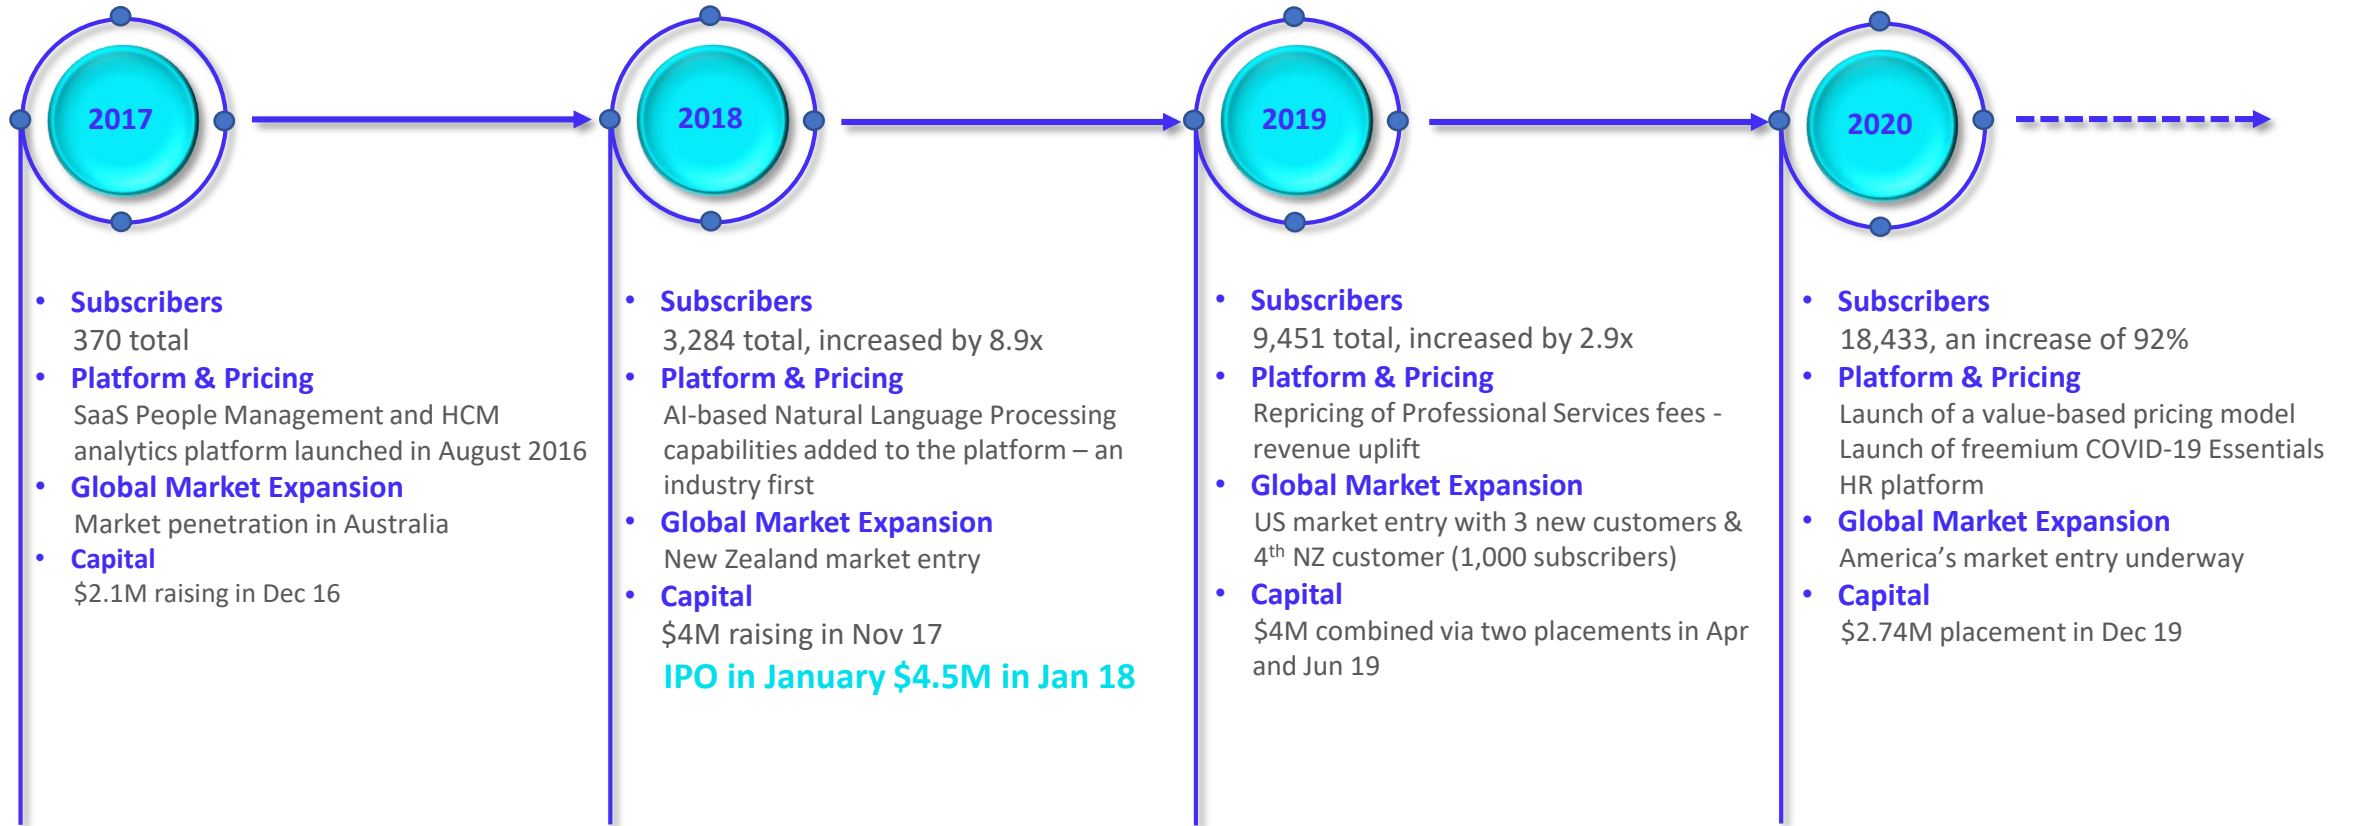 2017
2018
2019
2020
• Subscribers
370 total
• Platform & Pricing
SaaS People Management and HCM
analytics platform launched in August 2016
• Global Market Expansion
Market penetration in Australia
• Capital
$2.1M raising in Dec 16
• Subscribers
3,284 total, increased by 8.9x
• Platform & Pricing
AI-based Natural Language Processing
capabilities added to the platform – an
industry first
• Global Market Expansion
New Zealand market entry
• Capital
$4M raising in Nov 17
IPO in January $4.5M in Jan 18
• Subscribers
9,451 total, increased by 2.9x
• Platform & Pricing
Repricing of Professional Services fees -
revenue uplift
• Global Market Expansion
US market entry with 3 new customers &
4th NZ customer (1,000 subscribers)
• Capital
$4M combined via two placements in Apr
and Jun 19
• Subscribers
18,433, an increase of 92%
• Platform & Pricing
Launch of a value-based pricing model
Launch of freemium COVID-19 Essentials
HR platform
• Global Market Expansion
America’s market entry underway
• Capital
$2.74M placement in Dec 19